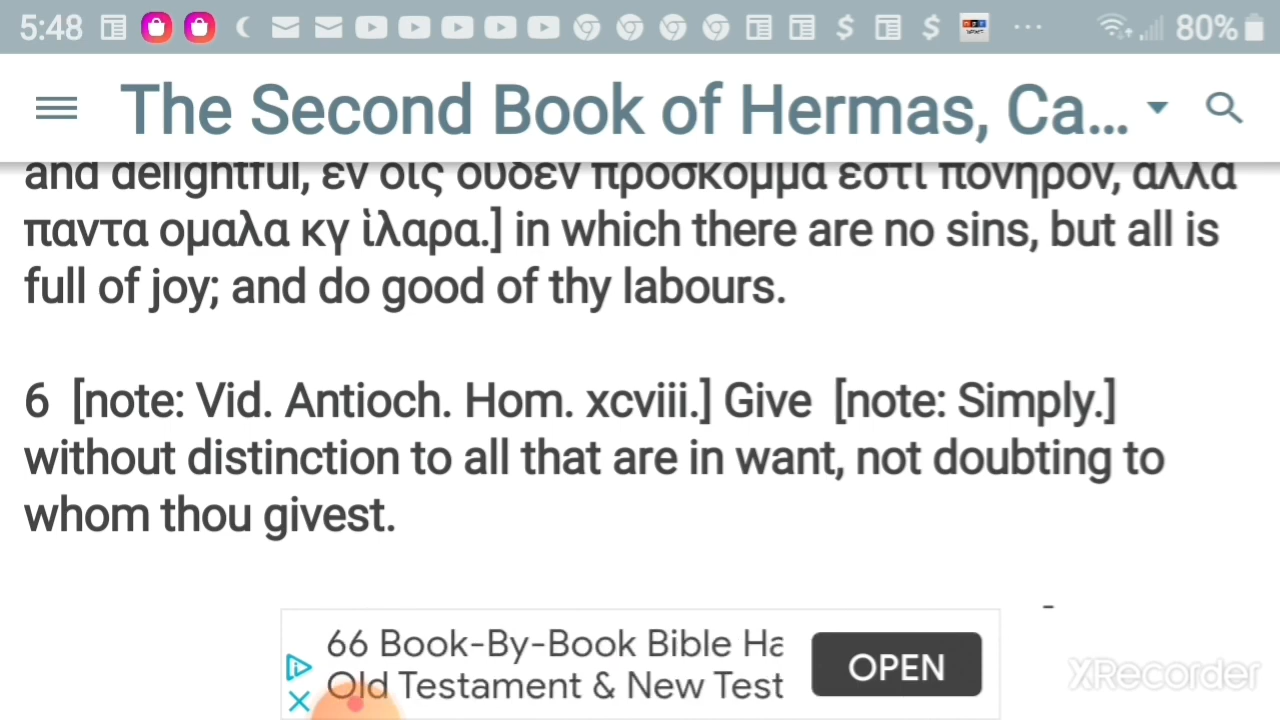 5:48 80%
The Second Book of Hermas, Ca...
and delightful, εν οις ουδεν προσκομμα εστι πονηρον, αλλα
παντα ομαλα κγ ὶλαρα.] in which there are no sins, but all is
full of joy; and do good of thy labours.
6 [note: Vid. Antioch. Hom. xcviii.] Give [note: Simply.]
without distinction to all that are in want, not doubting to
whom thou givest.
66 Book-By-Book Bible Ha
Old Testament & New Test
OPEN
XRecorder